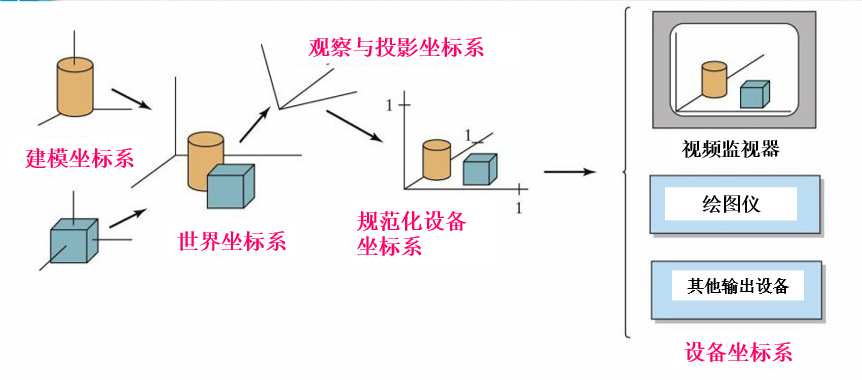 观察与投影坐标系
建模坐标系
世界坐标系
1
1
1
规范化设备
坐标系
视频监视器
绘图仪
其他输出设备
设备坐标系